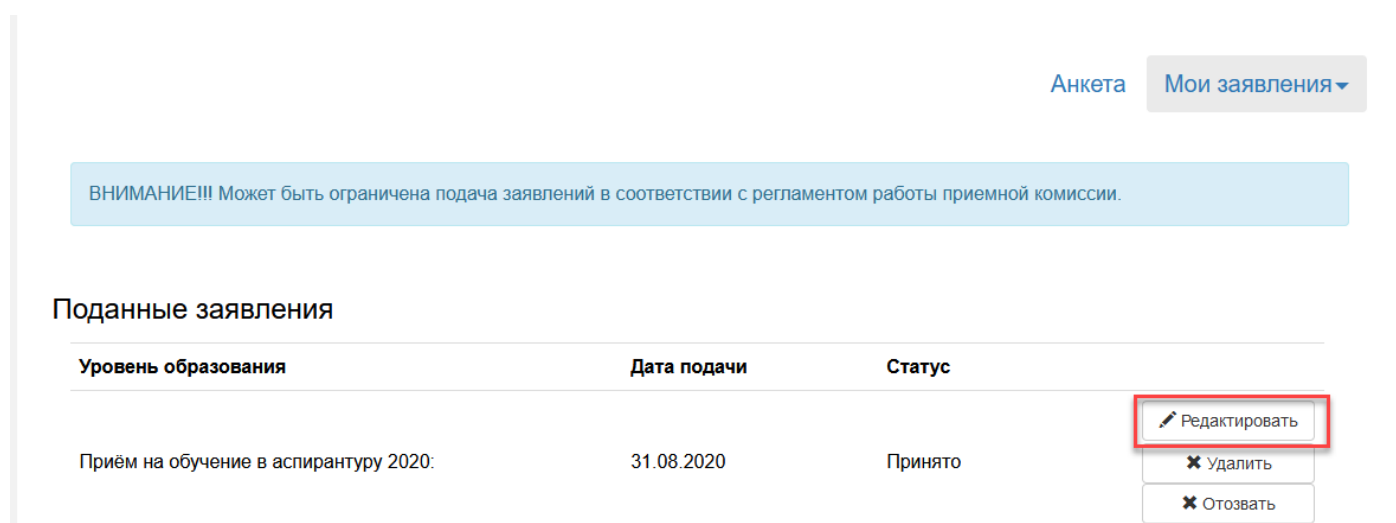 Анкета Мои заявления
ВНИМАНИЕ!!! Может быть ограничена подача заявлений в соответствии с регламентом работы приемной комиссии.
Поданные заявления
Уровень образования Дата подачи Статус
Редактировать
Приём на обучение в аспирантуру 2020: 31.08.2020 Принято Удалить
Отозвать